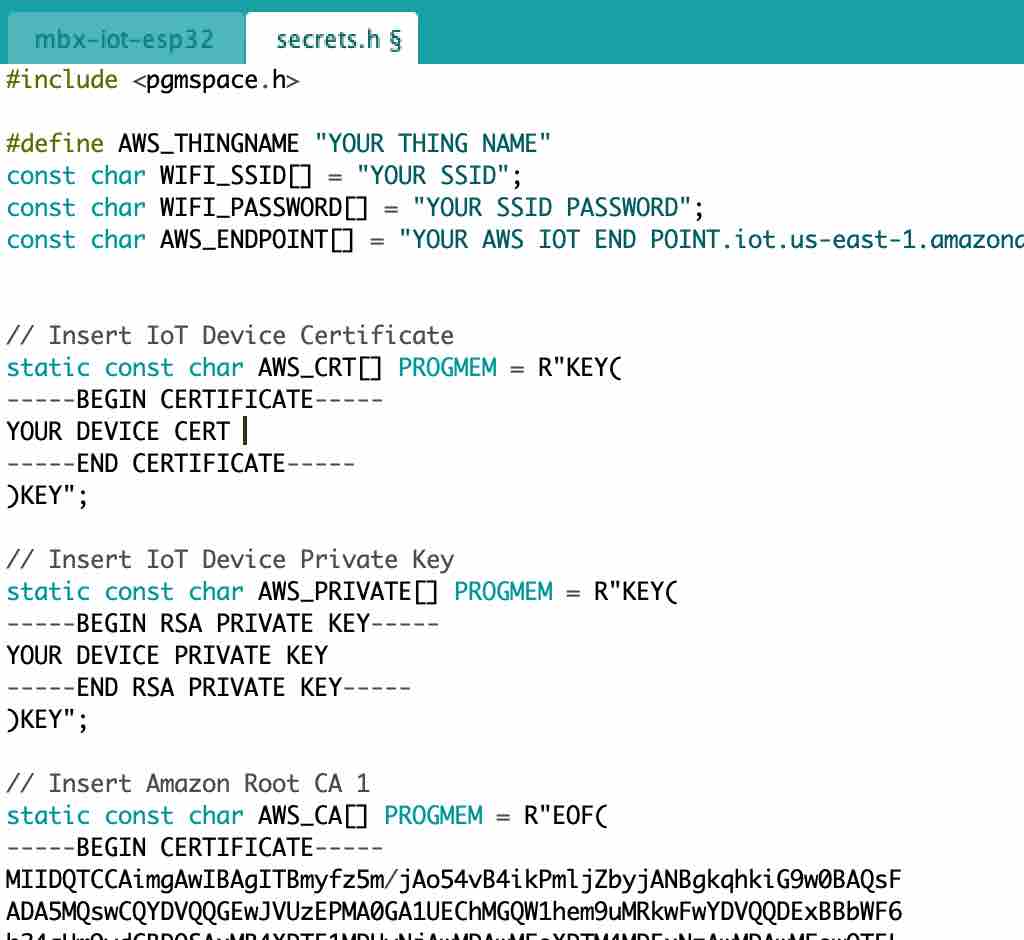 mbx-iot-esp32
secrets.h §
#include <pgmspace.h>
#define AWS_THINGNAME "YOUR THING NAME"
const char WIFI_SSID[] = "YOUR SSID";
const char WIFI_PASSWORD[] = "YOUR SSID PASSWORD";
const char AWS_ENDPOINT[] = "YOUR AWS IOT END POINT.iot.us-east-1.amazona
// Insert IoT Device Certificate
static const char AWS_CRT[] PROGMEM = R"KEY(
-----BEGIN CERTIFICATE-----
YOUR DEVICE CERT
-----END CERTIFICATE-----
)KEY";
// Insert IoT Device Private Key
static const char AWS_PRIVATE[] PROGMEM = R"KEY(
-----BEGIN RSA PRIVATE KEY-----
YOUR DEVICE PRIVATE KEY
-----END RSA PRIVATE KEY-----
)KEY";
// Insert Amazon Root CA 1
static const char AWS_CA[] PROGMEM = R"EOF(
-----BEGIN CERTIFICATE-----
MIIDQTCCAimgAwIBAgITBmyfz5m/jAo54vB4ikPmljZbyjANBgkqhkiG9w0BAQsF
ADA5MQswCQYDVQQGEwJVUzEPMA0GA1UEChMGQW1hem9uMRkwFwYDVQQDExBBbWF6